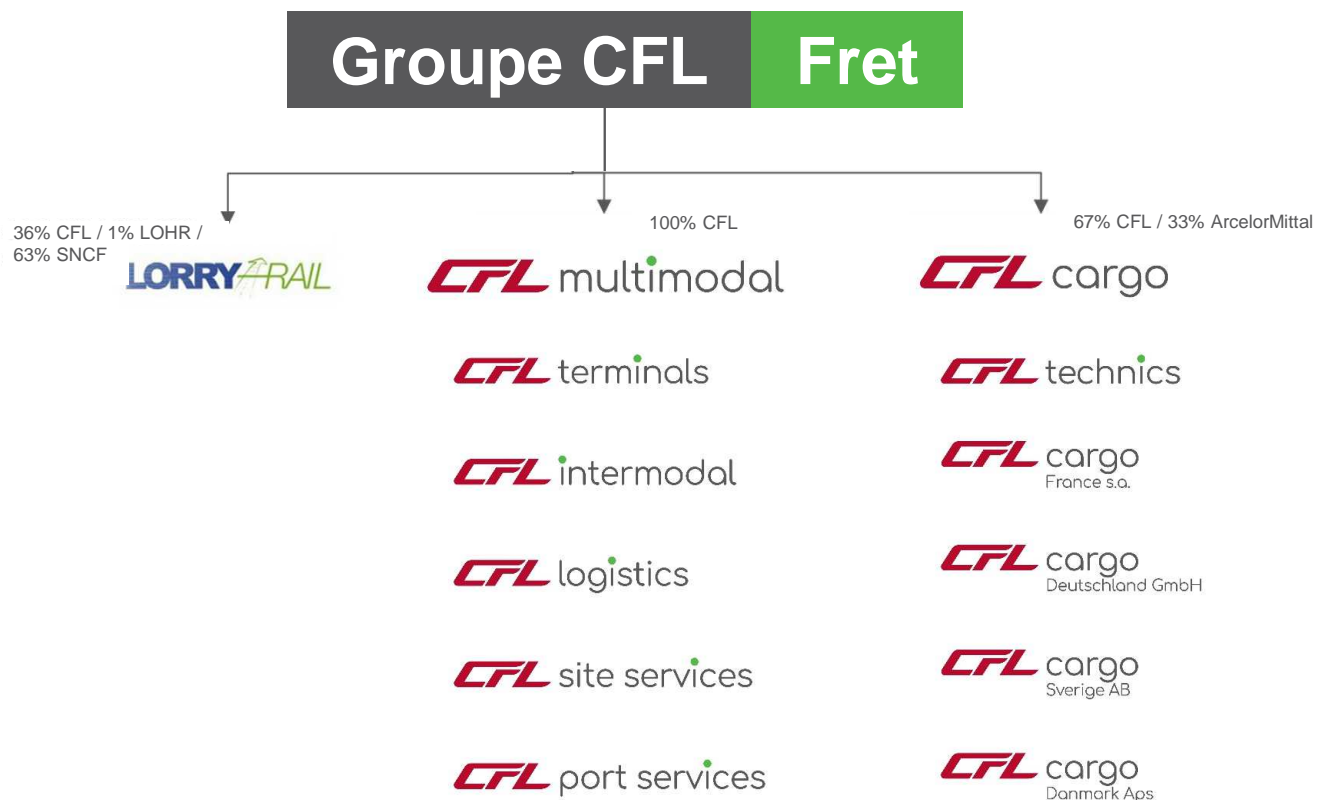 Groupe CFL Fret
36% CFL / 1% LOHR /
63% SNCF
LORRY RAIL
100% CFL
CFL multimodal
CFL terminals
CFL intermodal
CFL logistics
CFL site services
CFL port services
67% CFL / 33% ArcelorMittal
CFL cargo
CFL technics
CFL cargo
France s.a.
CFL cargo
Deutschland GmbH
CFL cargo
Sverige AB
CFL cargo
Danmark Aps